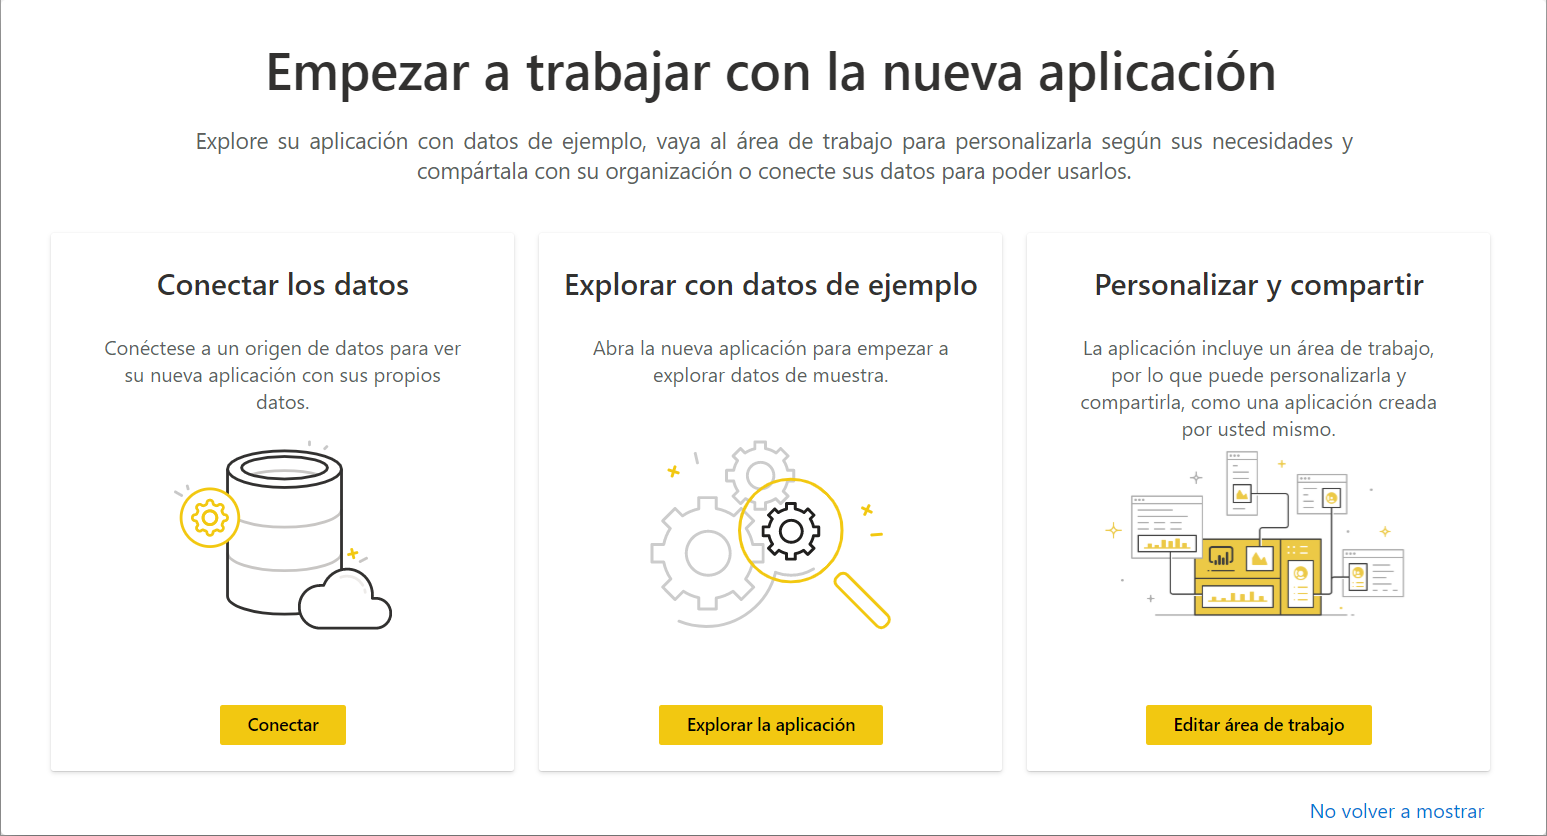 Empezar a trabajar con la nueva aplicación
Explore su aplicación con datos de ejemplo, vaya al área de trabajo para personalizarla según sus necesidades y
compártala con su organización o conecte sus datos para poder usarlos.
Conectar los datos
Conéctese a un origen de datos para ver
su nueva aplicación con sus propios
datos.
Conectar
Explorar con datos de ejemplo
Abra la nueva aplicación para empezar a
explorar datos de muestra.
Explorar la aplicación
Personalizar y compartir
La aplicación incluye un área de trabajo,
por lo que puede personalizarla y
compartirla, como una aplicación creada
por usted mismo.
Editar área de trabajo
No volver a mostrar